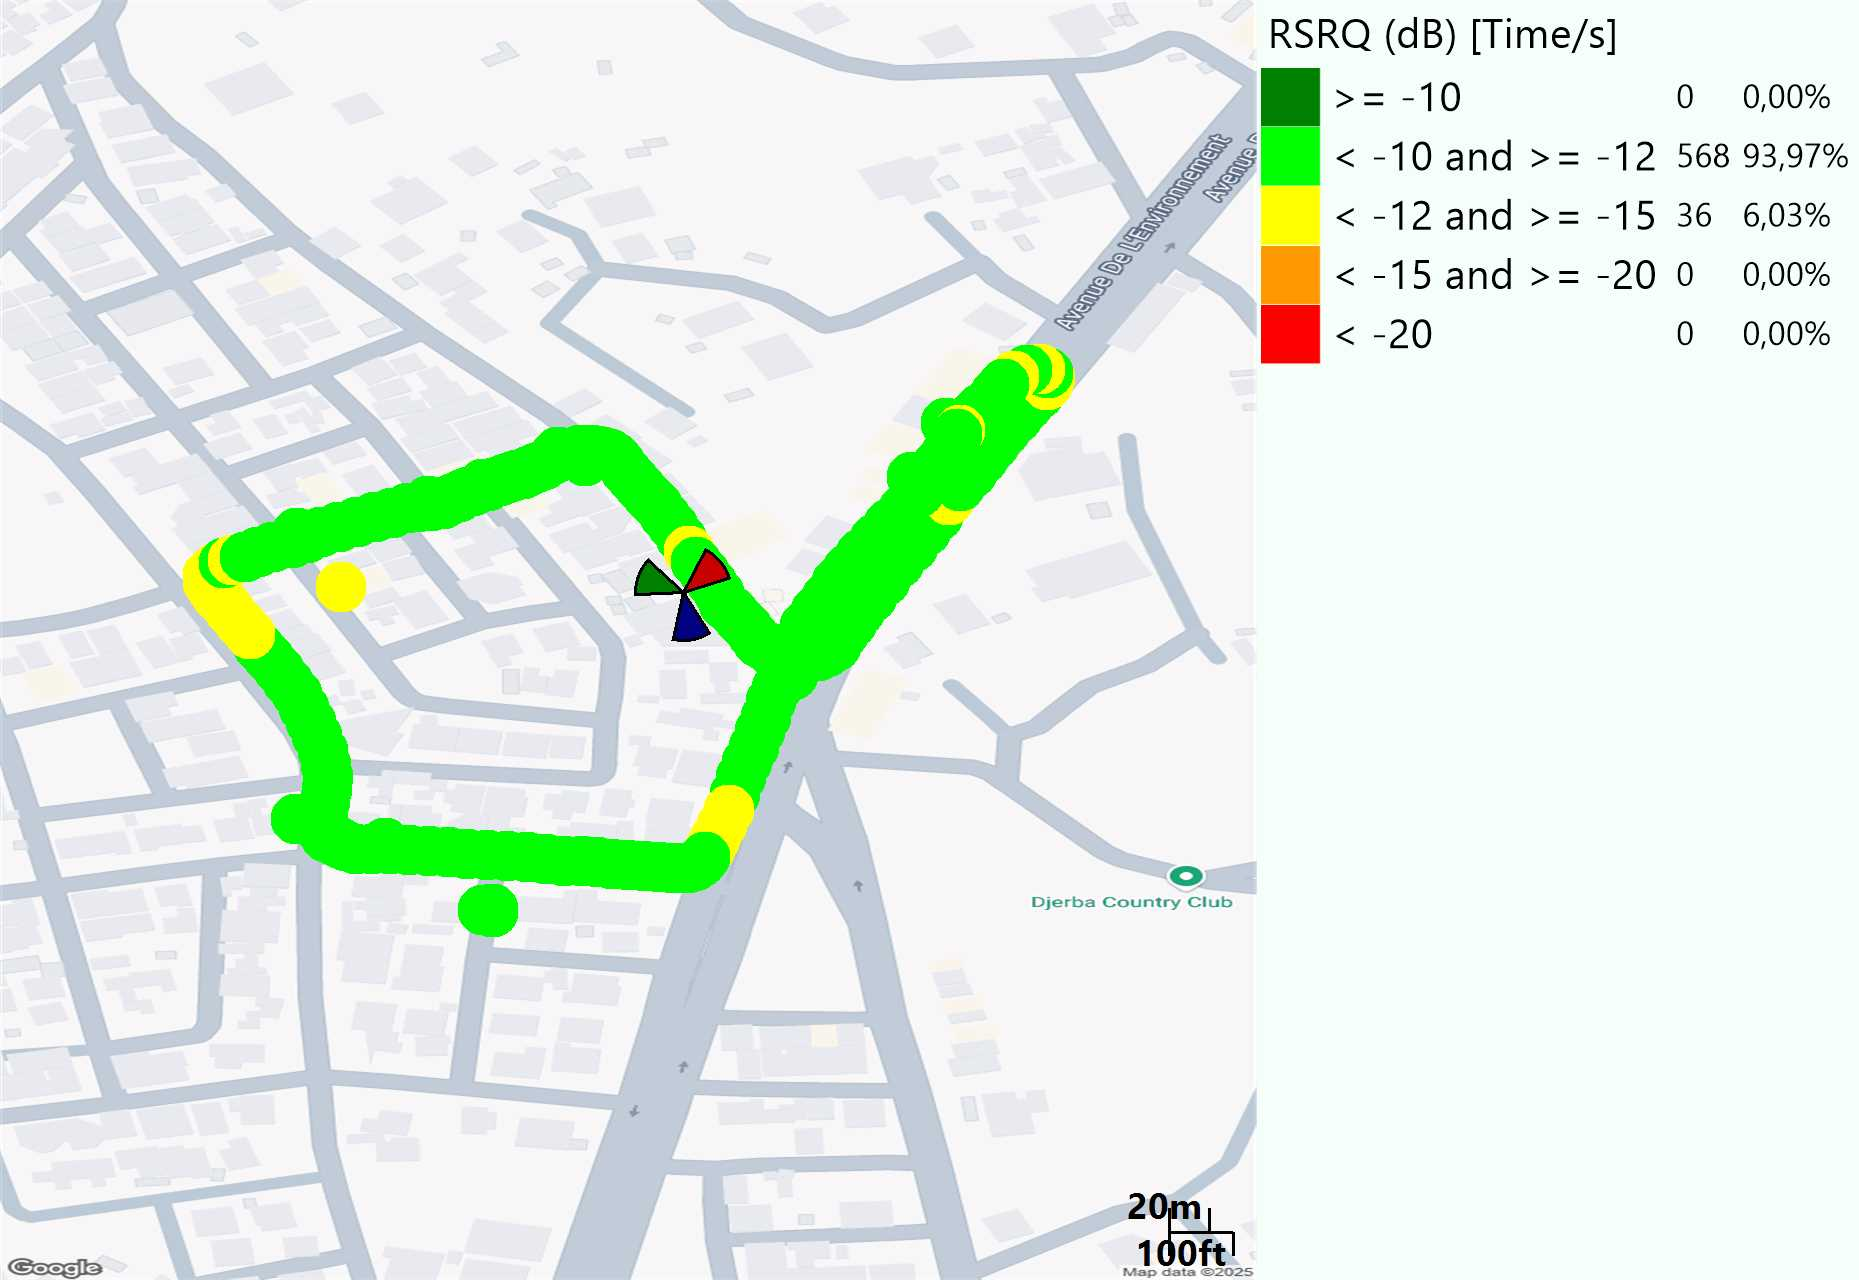 RSRQ (dB) [Time/s]
>= -10 0 0,00%
< -10 and >= -12 568 93,97%
< -12 and >= -15 36 6,03%
< -15 and >= -20 0 0,00%
< -20 0 0,00%
Avenue De L'Environnement
Avenue
Djerba Country Club
20m
100ft
Google
Map data ©2025